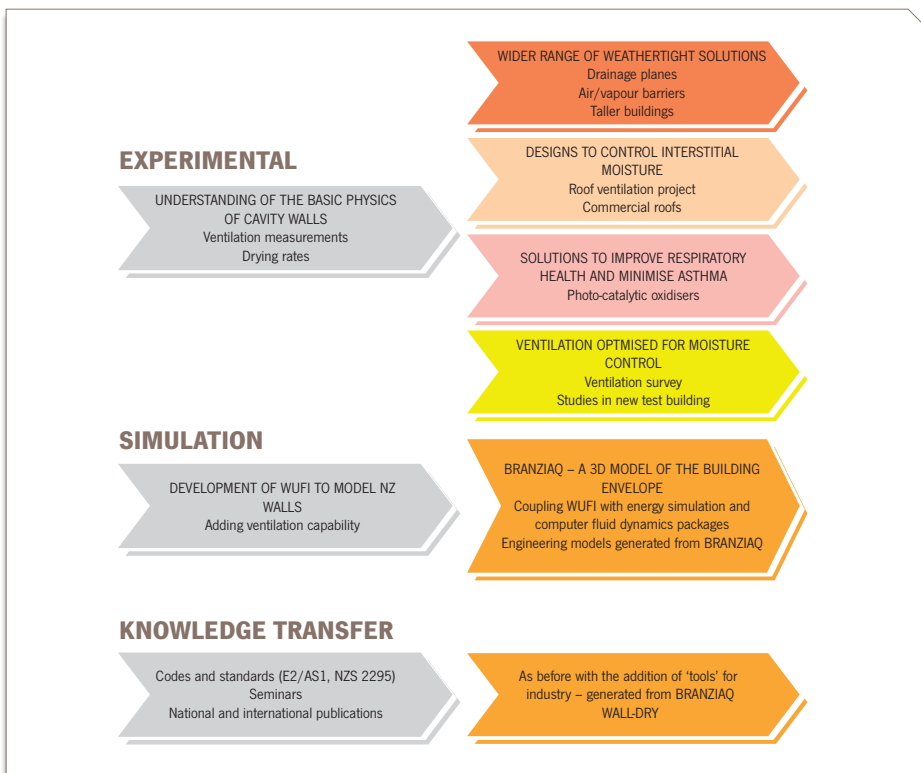 EXPERIMENTAL
UNDERSTANDING OF THE BASIC PHYSICS
OF CAVITY WALLS
Ventilation measurements
Drying rates
WIDER RANGE OF WEATHERTIGHT SOLUTIONS
Drainage planes
Air/vapour barriers
Taller buildings
DESIGNS TO CONTROL INTERSTITIAL
MOISTURE
Roof ventilation project
Commercial roofs
SOLUTIONS TO IMPROVE RESPIRATORY
HEALTH AND MINIMISE ASTHMA
Photo-catalytic oxidisers
VENTILATION OPTMISED FOR MOISTURE
CONTROL
Ventilation survey
Studies in new test building
SIMULATION
DEVELOPMENT OF WUFI TO MODEL NZ
WALLS
Adding ventilation capability
BRANZIAQ – A 3D MODEL OF THE BUILDING
ENVELOPE
Coupling WUFI with energy simulation and
computer fluid dynamics packages
Engineering models generated from BRANZIAQ
KNOWLEDGE TRANSFER
Codes and standards (E2/AS1, NZS 2295)
Seminars
National and international publications
As before with the addition of ‘tools’ for
industry – generated from BRANZIAQ
WALL-DRY